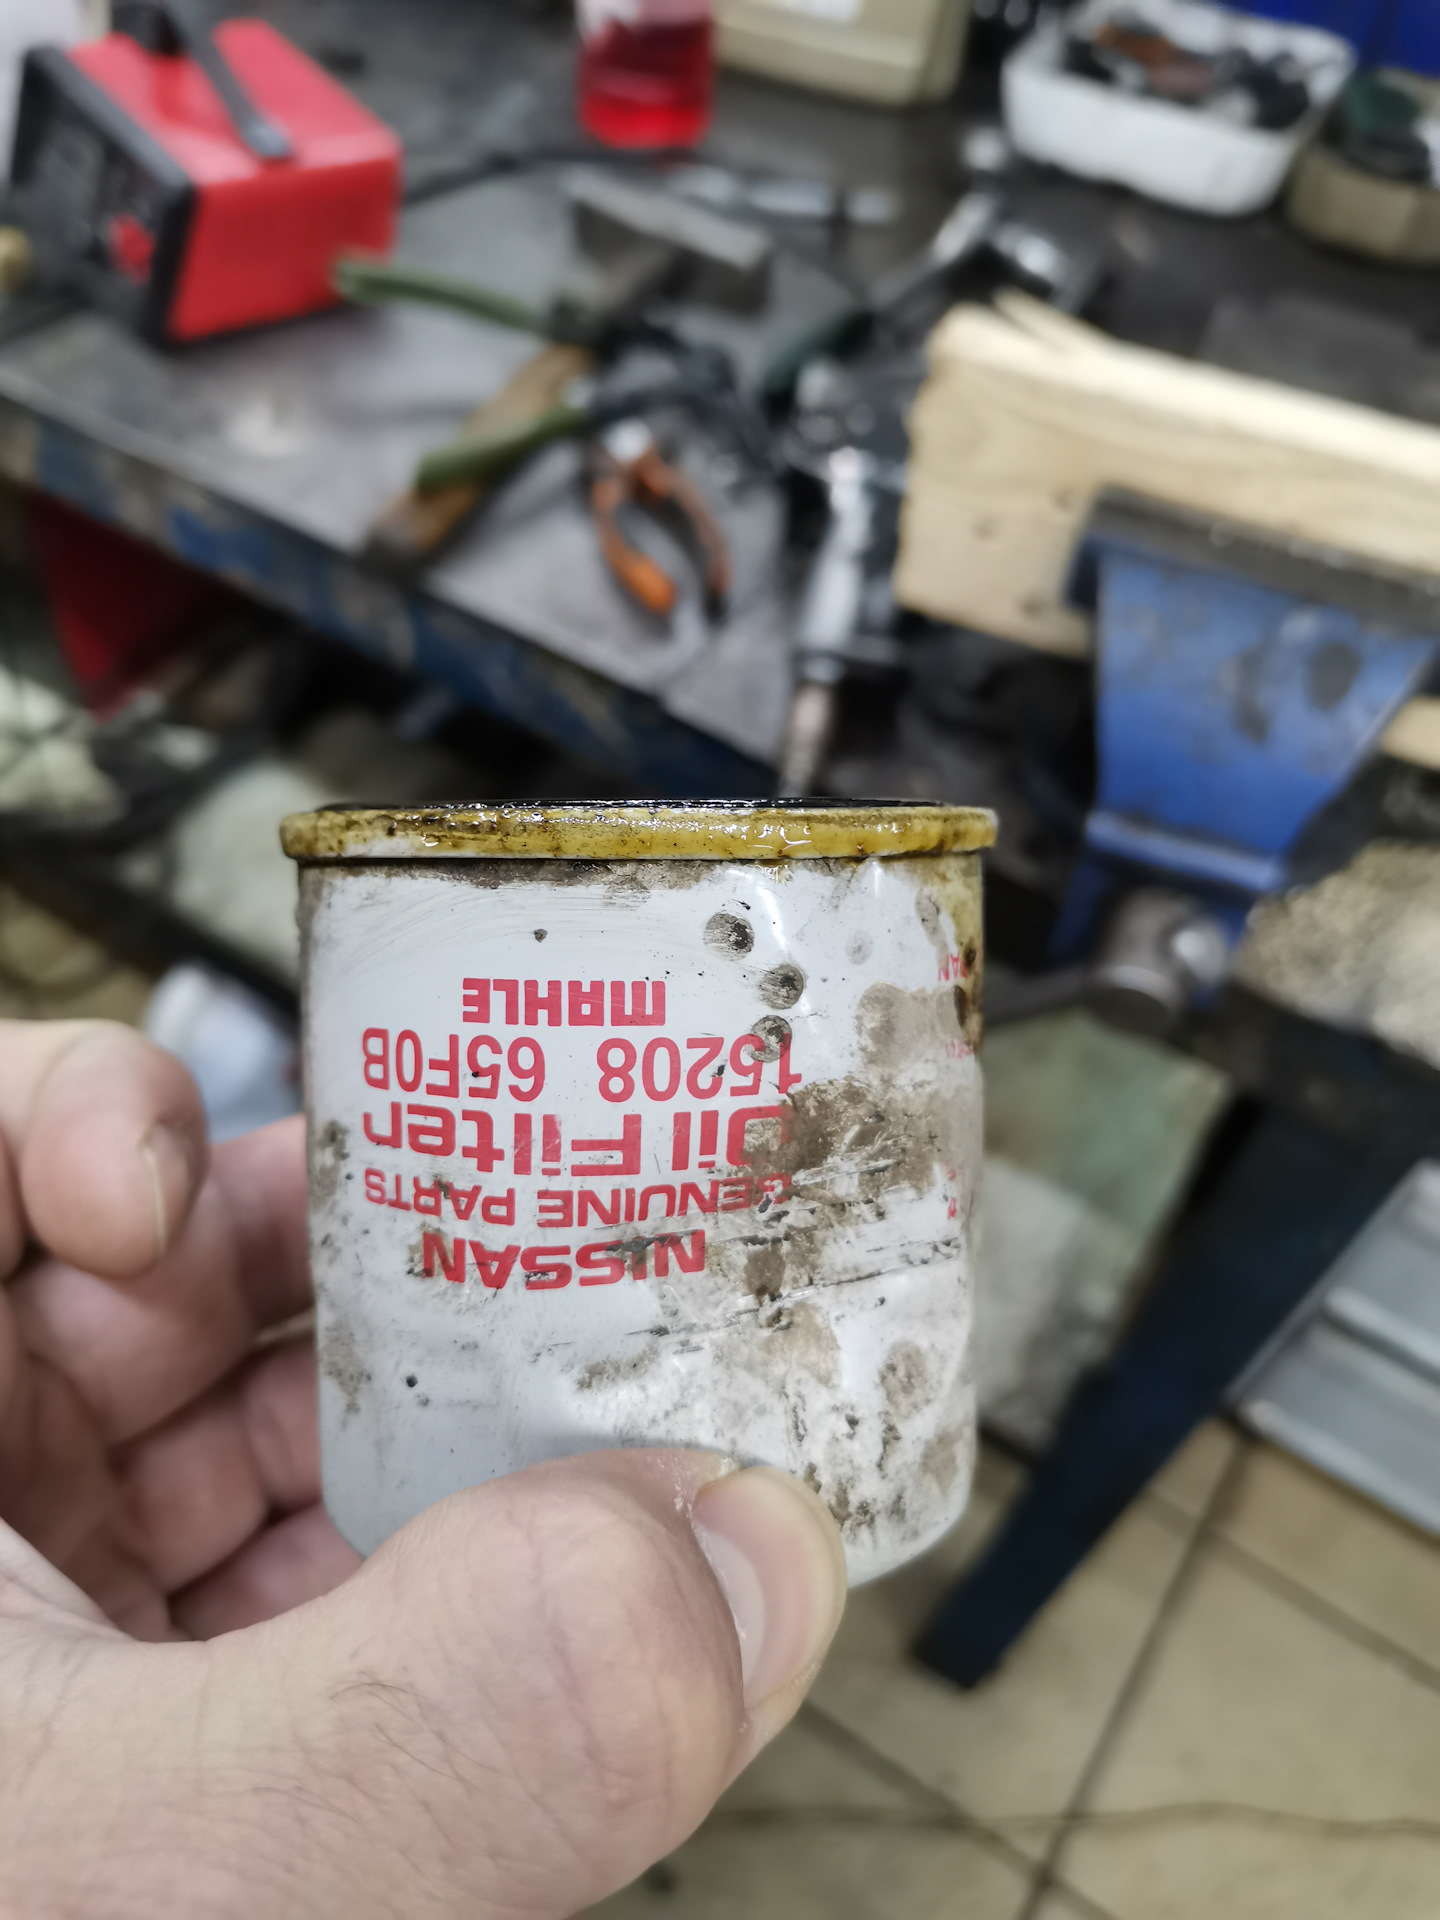 NISSAN
GENUINE PARTS
Oil Filter
15208 65F0B
MAHLE